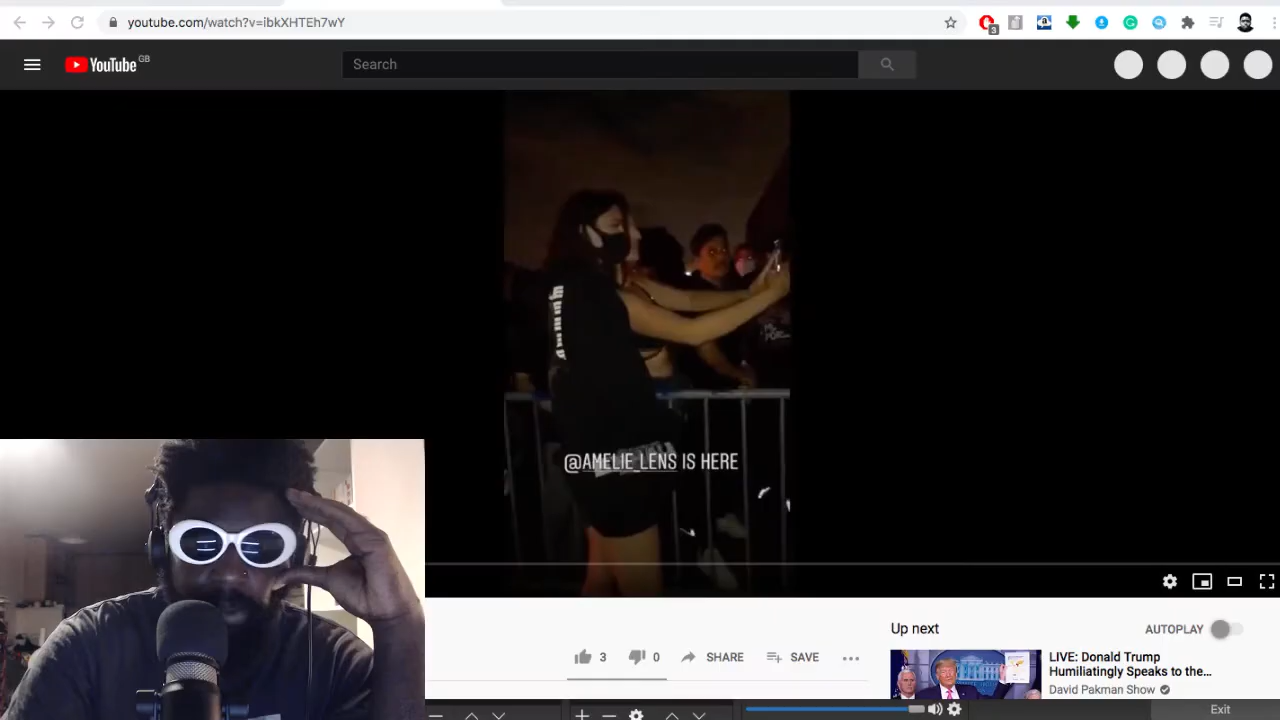 youtube.com/watch?v=ibkXHTEh7wY
3
YouTube GB
Search
@AMELIE_LENS IS HERE
3
0
SHARE
SAVE
Up next
AUTOPLAY
LIVE: Donald Trump
Humiliatingly Speaks to the...
David Pakman Show
Exit